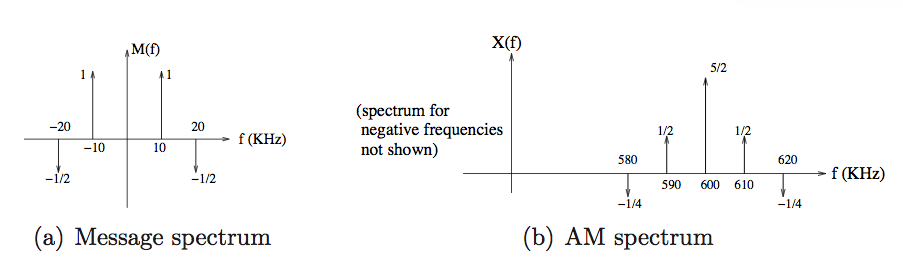 M(f)
1
1
−20
20
f (KHz)
−10
10
−1/2
−1/2
(a) Message spectrum
X(f)
5/2
(spectrum for
negative frequencies
not shown)
1/2
1/2
580
620
f (KHz)
590
600
610
−1/4
−1/4
(b) AM spectrum